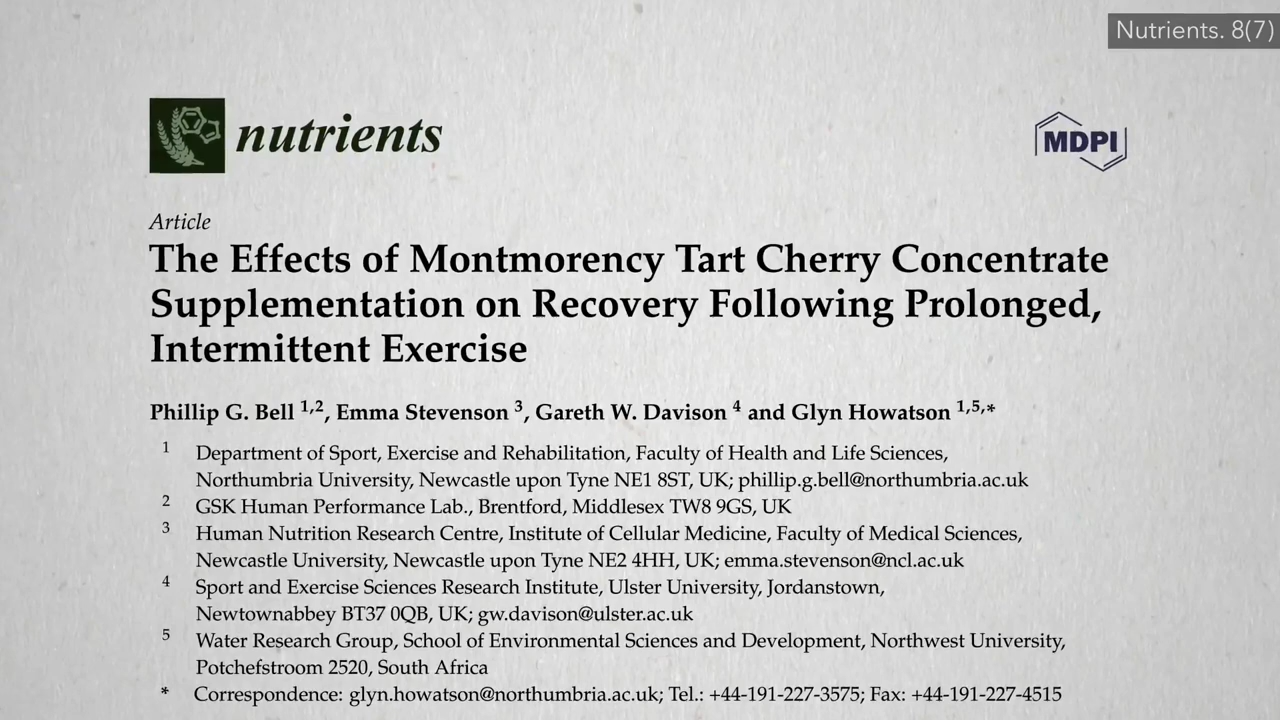 Nutrients. 8(7)
nutrients
MDPI
Article
The Effects of Montmorency Tart Cherry Concentrate
Supplementation on Recovery Following Prolonged,
Intermittent Exercise
Phillip G. Bell 1,2, Emma Stevenson 3, Gareth W. Davison 4 and Glyn Howatson 1,5,*
1 Department of Sport, Exercise and Rehabilitation, Faculty of Health and Life Sciences,
Northumbria University, Newcastle upon Tyne NE1 8ST, UK; phillip.g.bell@northumbria.ac.uk
2 GSK Human Performance Lab., Brentford, Middlesex TW8 9GS, UK
3 Human Nutrition Research Centre, Institute of Cellular Medicine, Faculty of Medical Sciences,
Newcastle University, Newcastle upon Tyne NE2 4HH, UK; emma.stevenson@ncl.ac.uk
4 Sport and Exercise Sciences Research Institute, Ulster University, Jordanstown,
Newtownabbey BT37 0QB, UK; gw.davison@ulster.ac.uk
5 Water Research Group, School of Environmental Sciences and Development, Northwest University,
Potchefstroom 2520, South Africa
* Correspondence: glyn.howatson@northumbria.ac.uk; Tel.: +44-191-227-3575; Fax: +44-191-227-4515